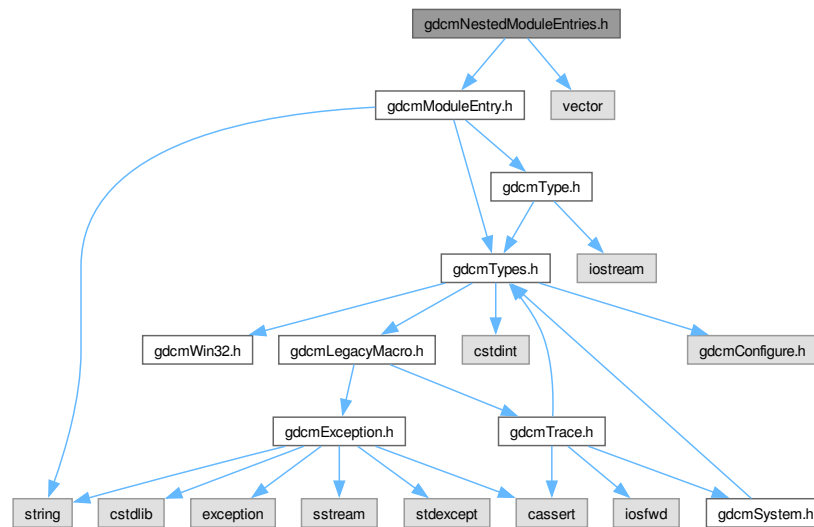 gdcmNestedModuleEntries.h
gdcmModuleEntry.h
vector
gdcmType.h
gdcmTypes.h
iostream
gdcmWin32.h
gdcmLegacyMacro.h
cstdint
gdcmConfigure.h
gdcmException.h
gdcmTrace.h
string
cstdlib
exception
sstream
stdexcept
cassert
iosfwd
gdcmSystem.h